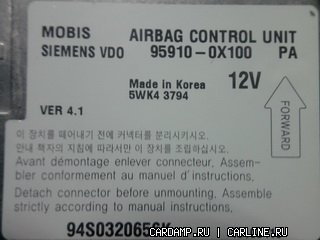 MOBIS AIRBAG CONTROL UNIT
SIEMENS VDO 95910-0X100 PA
Made in Korea 12V
5WK4 3794
VER 4.1
FORWARD
이 장치를 떼어내기 전에 커넥터를 분리시키시오.
안내 책자의 지침에 따라서만 이 장치를 조립하십시오.
Avant démontage enlever connecteur. Assem-
bler conformement au manuel d'instructions.
Detach connector before unmounting. Assemble
strictly according to manual instructions.
94S032065CK
CARDAMP.RU | CARLINE.RU